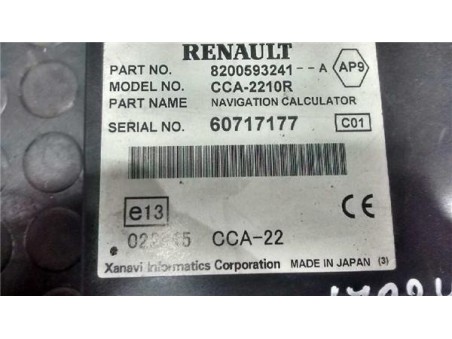 RENAULT
PART NO. 8200593241--A AP9
MODEL NO. CCA-2210R
PART NAME NAVIGATION CALCULATOR
SERIAL NO. 60717177 C01
e13 CE
CCA-22
Xanavi Informatics Corporation MADE IN JAPAN (3)